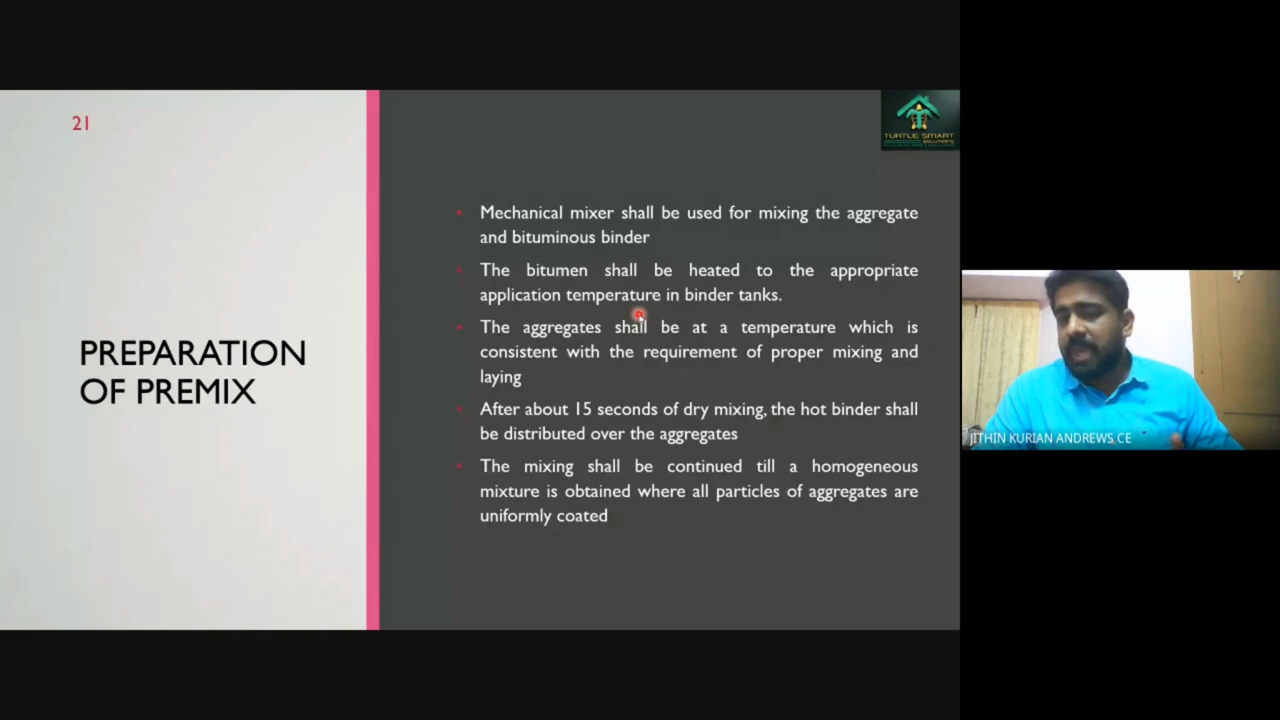 21
TURTLE SMART
SOLUTIONS
PREPARATION
OF PREMIX
Mechanical mixer shall be used for mixing the aggregate
and bituminous binder
The bitumen shall be heated to the appropriate
application temperature in binder tanks.
The aggregates shall be at a temperature which is
consistent with the requirement of proper mixing and
laying
After about 15 seconds of dry mixing, the hot binder shall
be distributed over the aggregates
The mixing shall be continued till a homogeneous
mixture is obtained where all particles of aggregates are
uniformly coated
JITHIN KURIAN ANDREWS CE